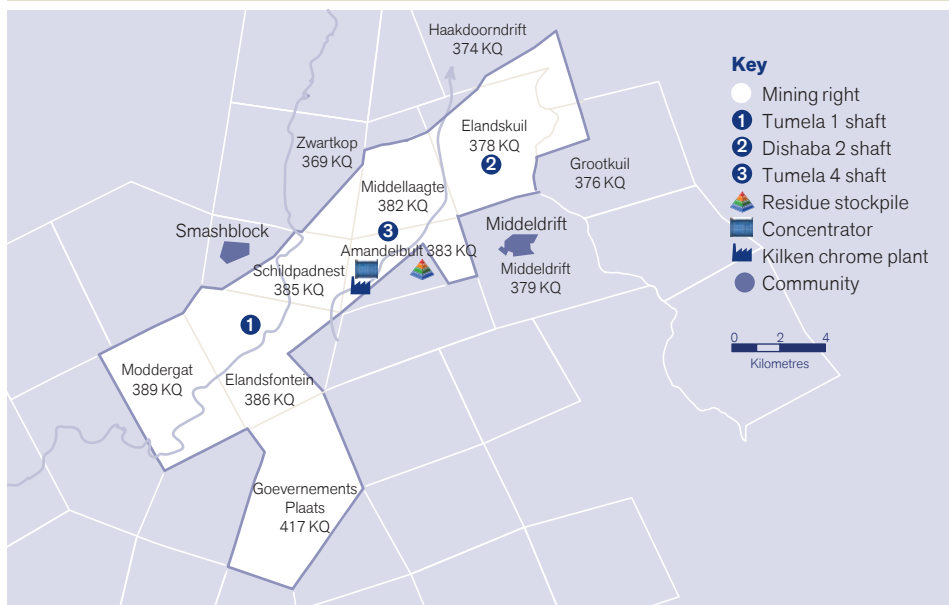 Haakdoorndrift
374 KQ
Zwartkop
369 KQ
Elandskuil
378 KQ
2
Grootkuil
376 KQ
Middellaagte
382 KQ
3
Smashblock
Amandelbult 383 KQ
Middeldrift
Middeldrift
379 KQ
Schildpadnest
385 KQ
1
Moddergat
389 KQ
Elandsfontein
386 KQ
Goevernements
Plaats
417 KQ
Key
Mining right
1 Tumela 1 shaft
2 Dishaba 2 shaft
3 Tumela 4 shaft
Residue stockpile
Concentrator
Kilken chrome plant
Community
0 2 4
Kilometres